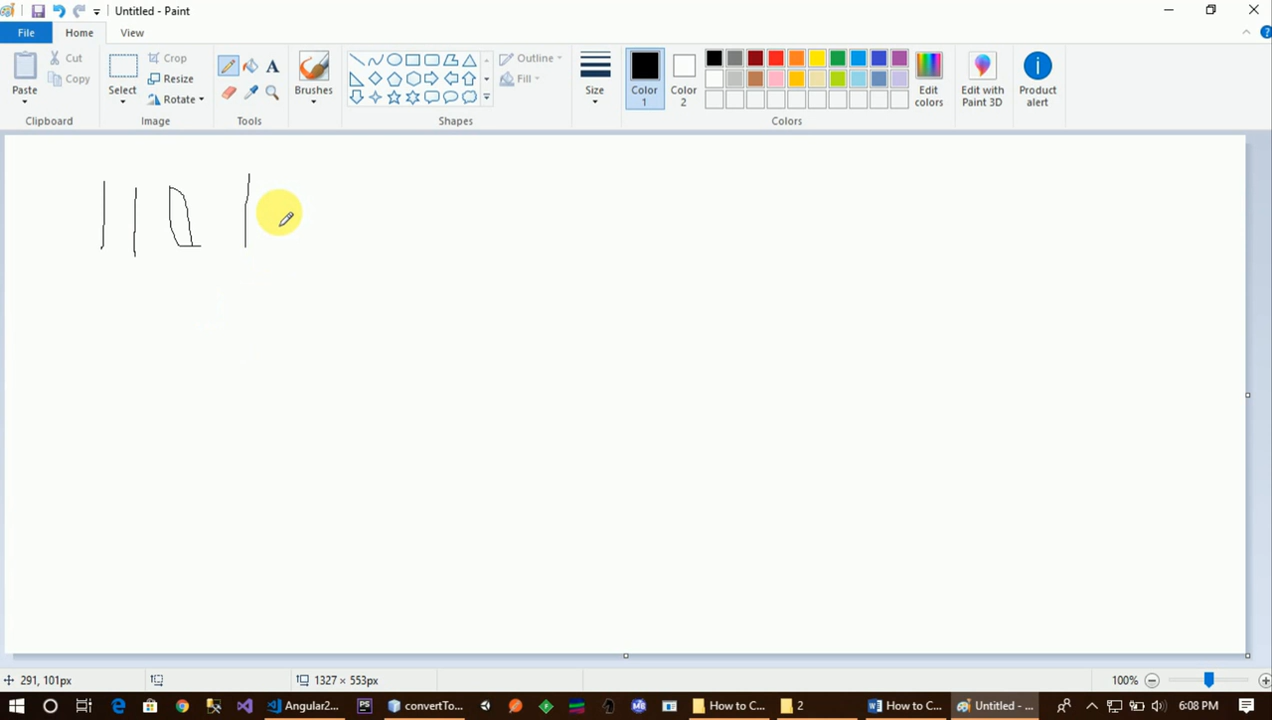 Untitled - Paint
File Home View
Paste
Cut
Copy
Clipboard
Select
Crop
Resize
Rotate
Image
A
Tools
Brushes
Outline
Fill
Shapes
Size
Color 1
Color 2
Edit colors
Colors
Edit with Paint 3D
Product alert
1101
291, 101px 1327 × 553px 100%
Angular2... convertTo... How to C... 2 How to C... Untitled - ... 6:08 PM